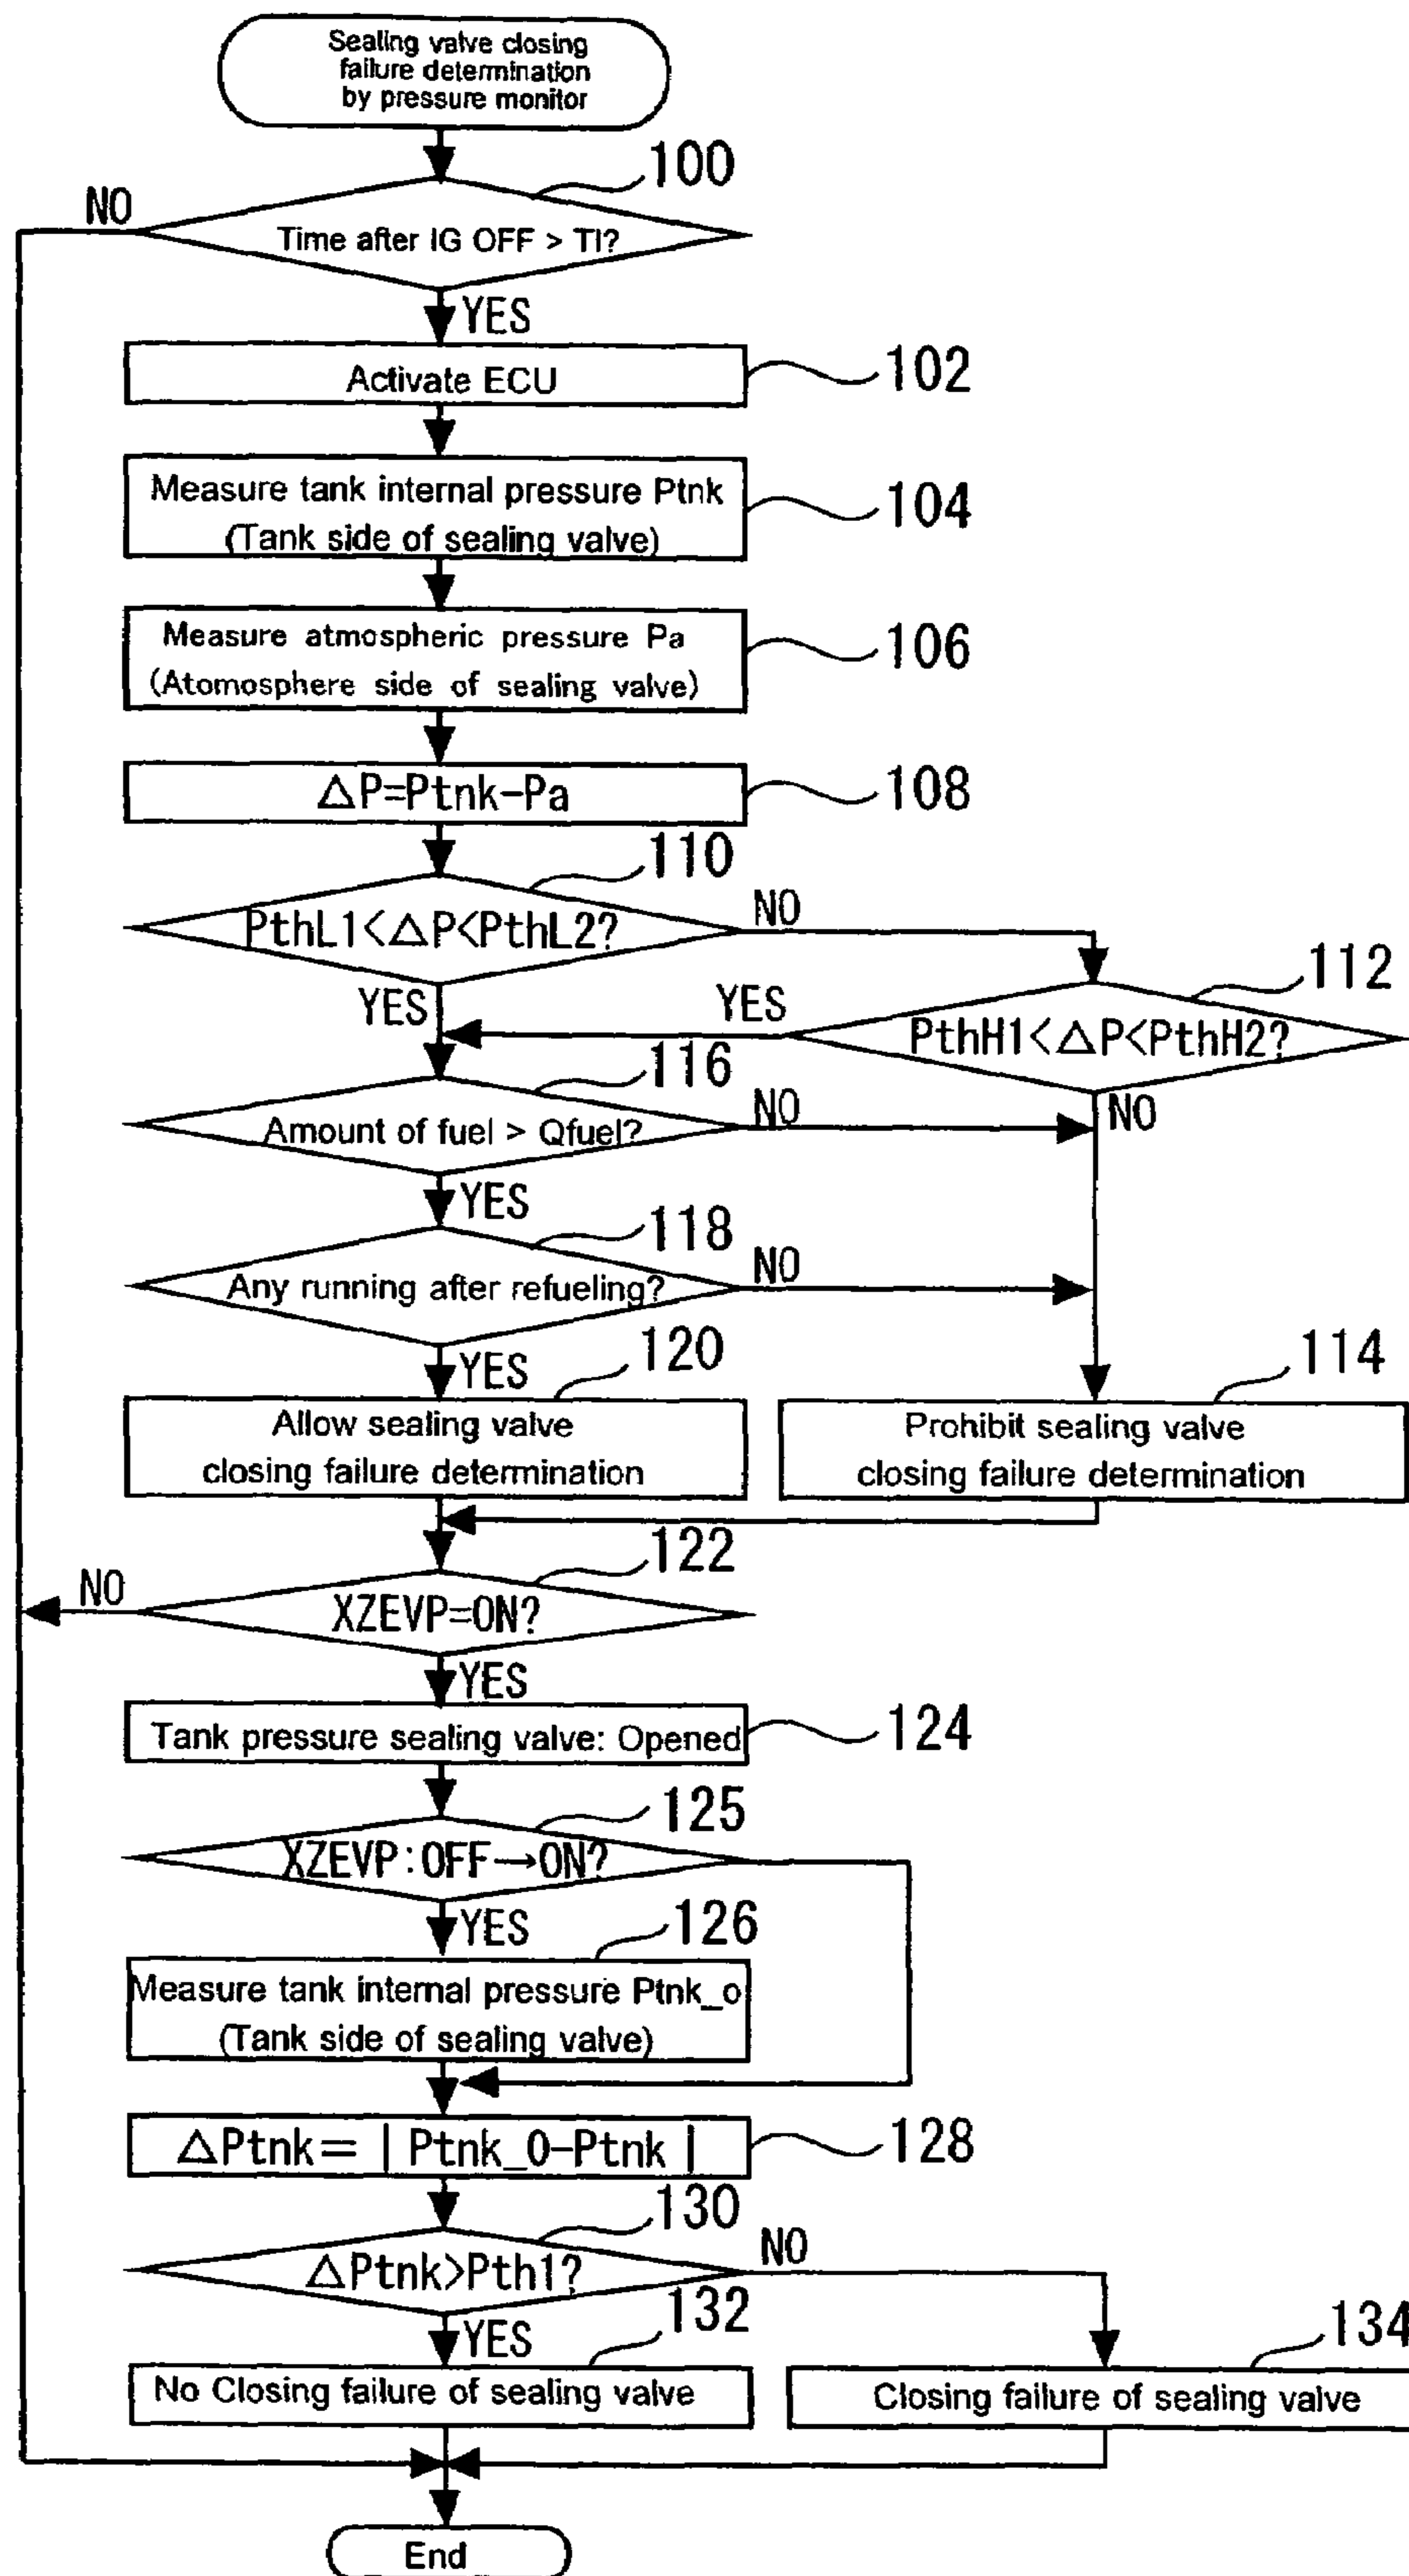 Sealing valve closing
failure determination
by pressure monitor
100
NO
Time after IG OFF > TI?
YES
Activate ECU
102
Measure tank internal pressure Ptnk
(Tank side of sealing valve)
104
Measure atmospheric pressure Pa
(Atomosphere side of sealing valve)
106
△P=Ptnk-Pa
108
110
PthL1<△P<PthL2?
NO
112
YES
YES
PthH1<△P<PthH2?
116
NO
NO
Amount of fuel > Qfuel?
YES
118
NO
Any running after refueling?
YES
120
114
Allow sealing valve
closing failure determination
Prohibit sealing valve
closing failure determination
122
NO
XZEVP=ON?
YES
Tank pressure sealing valve: Opened
124
125
XZEVP:OFF→ON?
YES
126
Measure tank internal pressure Ptnk_o
(Tank side of sealing valve)
△Ptnk= | Ptnk_0-Ptnk |
128
130
NO
△Ptnk>Pth1?
YES
132
134
No Closing failure of sealing valve
Closing failure of sealing valve
End